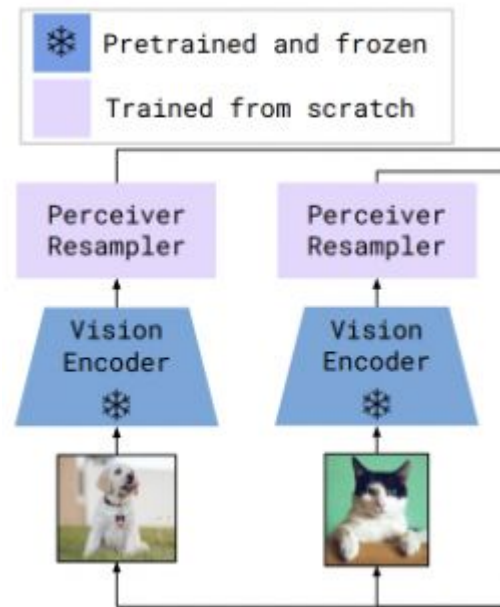 Pretrained and frozen
Trained from scratch
Perceiver
Resampler
Perceiver
Resampler
Vision
Encoder
Vision
Encoder